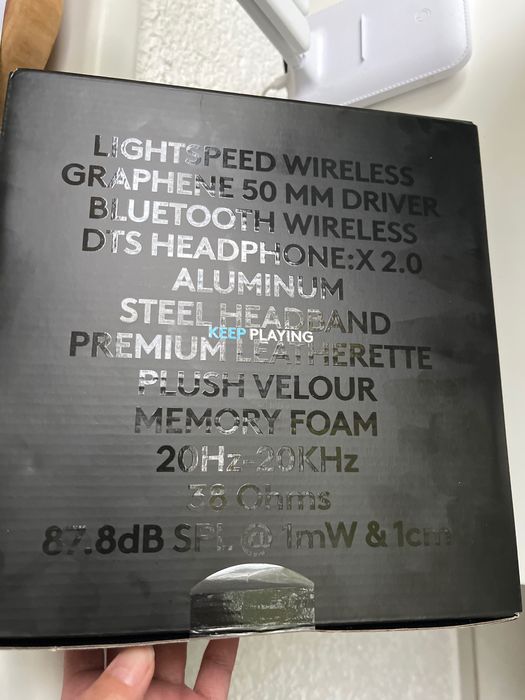 LIGHTSPEED WIRELESS
GRAPHENE 50 MM DRIVER
BLUETOOTH WIRELESS
DTS HEADPHONE:X 2.0
ALUMINUM
STEEL HEADBAND
KEEP PLAYING
PREMIUM LEATHERETTE
PLUSH VELOUR
MEMORY FOAM
20Hz-20KHz
38 Ohms
87.8dB SPL @ 1mW & 1cm